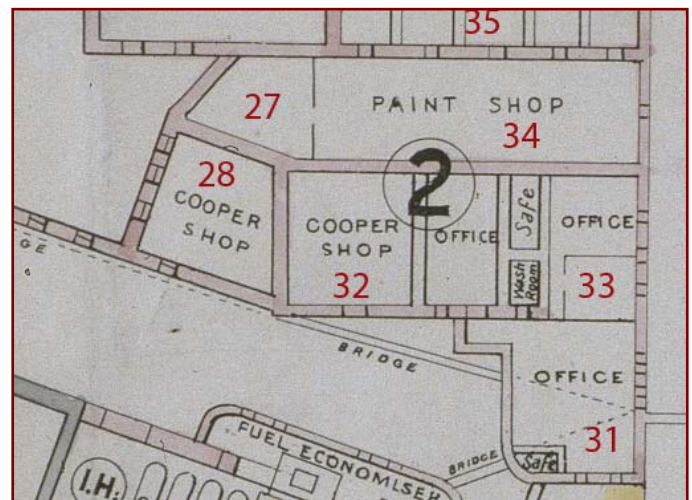 35
27
PAINT SHOP
34
28
COOPER
SHOP
2
COOPER
SHOP
32
OFFICE
Safe
Wash
Room
OFFICE
33
GE
BRIDGE
OFFICE
31
FUEL ECONOMISER
BRIDGE
Safe
I.H.